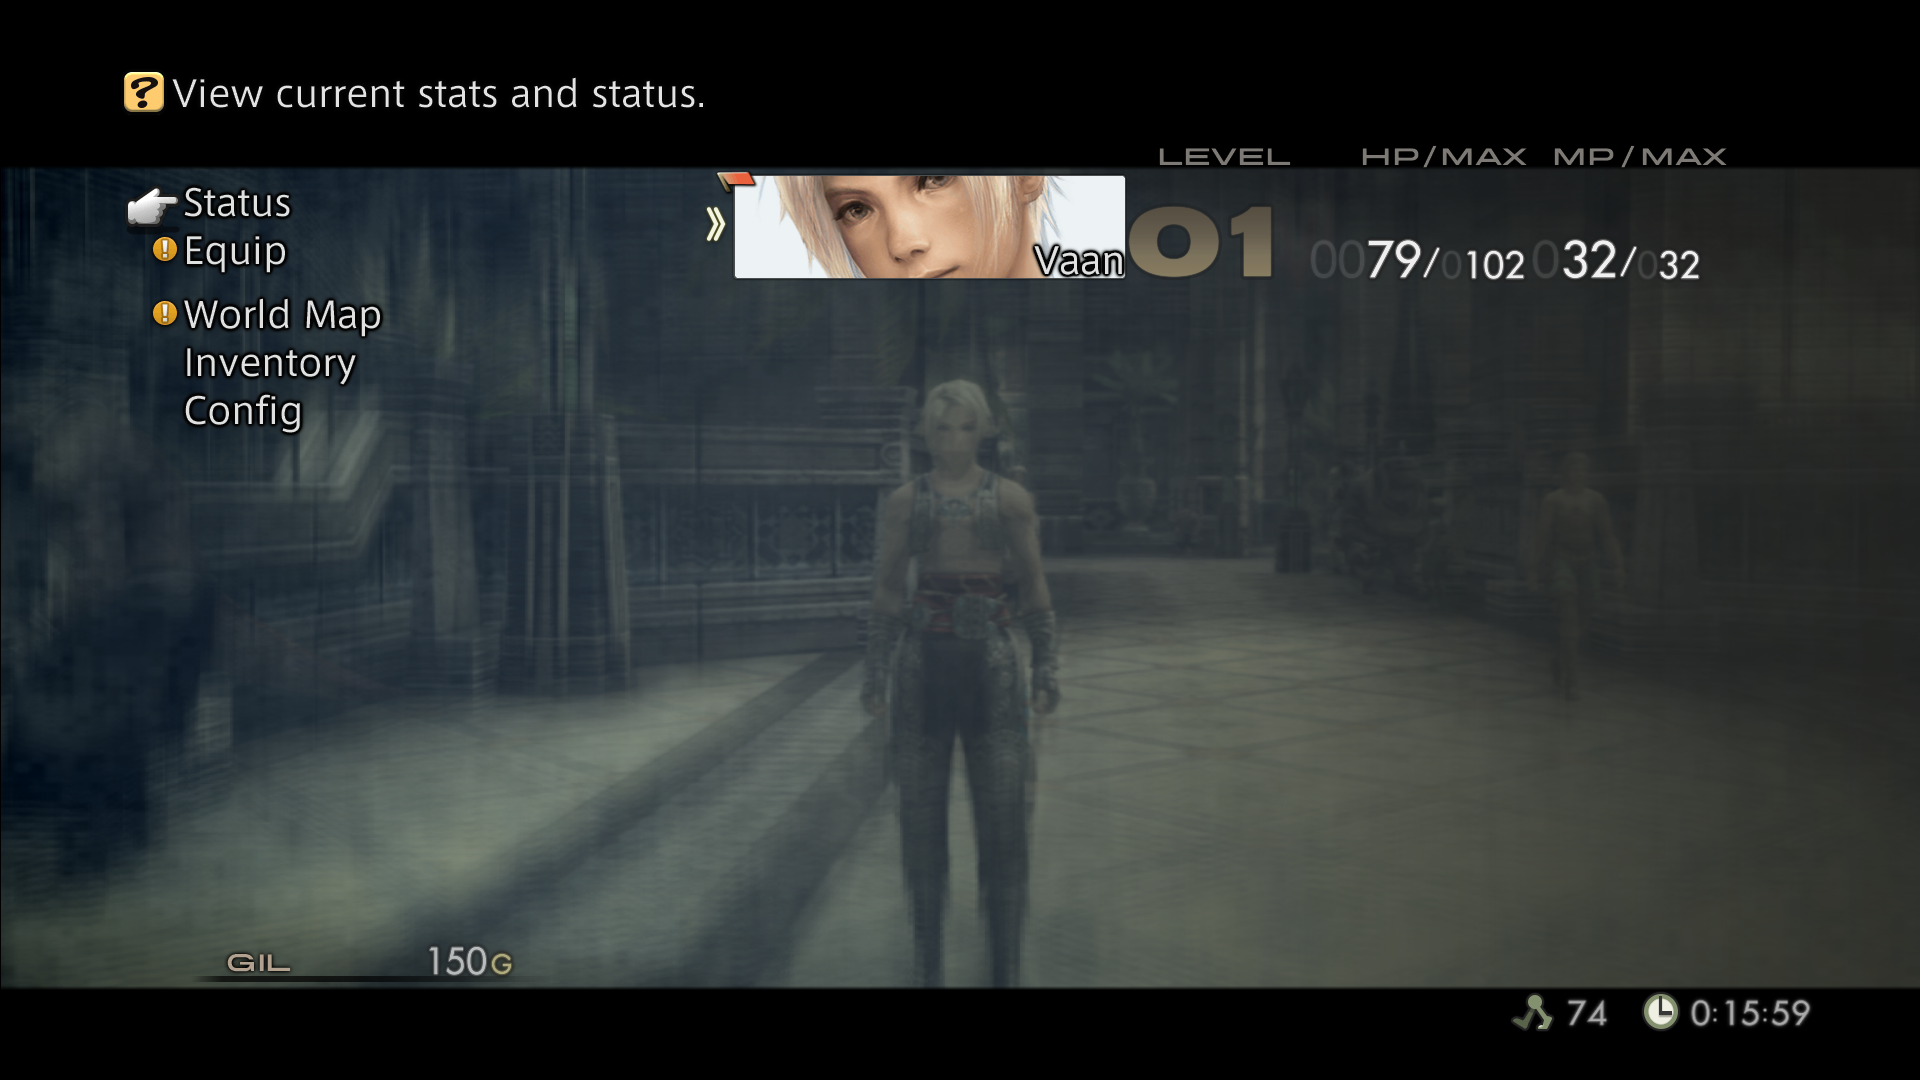 View current stats and status.
LEVEL HP/MAX MP/MAX
Status
Equip
World Map
Inventory
Config
Vaan 01 0079/0102 032/032
GIL 150G
74 0:15:59